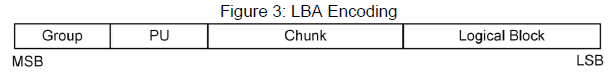 Figure 3: LBA Encoding
Group PU Chunk Logical Block
MSB LSB